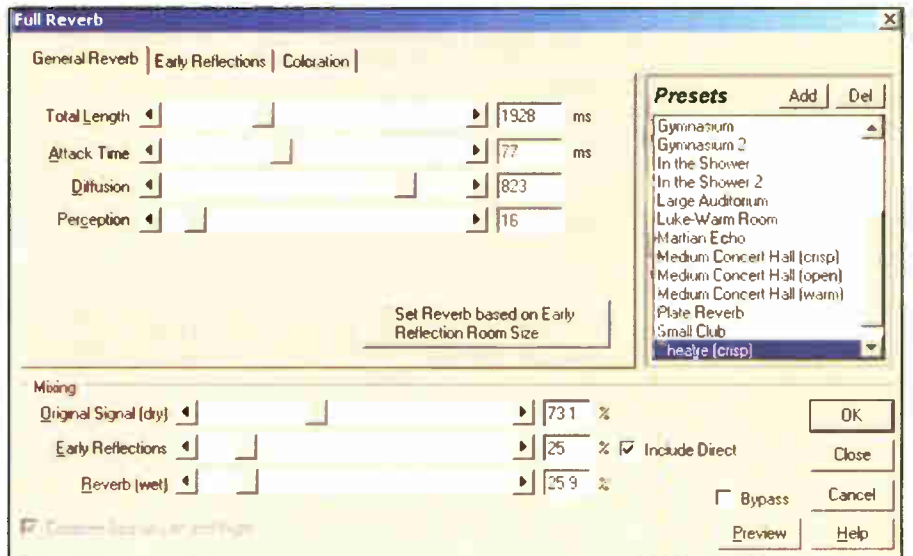 Full Reverb
General Reverb Early Reflections Coloration
Total Length 1928 ms
Attack Time 77 ms
Diffusion 823
Perception 16
Set Reverb based on Early
Reflection Room Size
Presets Add Del
Gymnasium
Gymnasium 2
In the Shower
In the Shower 2
Large Auditorium
Luke-Warm Room
Martian Echo
Medium Concert Hall (crisp)
Medium Concert Hall (open)
Medium Concert Hall (warm)
Plate Reverb
Small Club
Theatre (crisp)
Mixing
Original Signal (dry) 73.1 %
Early Reflections 25 % Include Direct
Reverb (wet) 25.9 %
OK
Close
Bypass Cancel
Preview Help